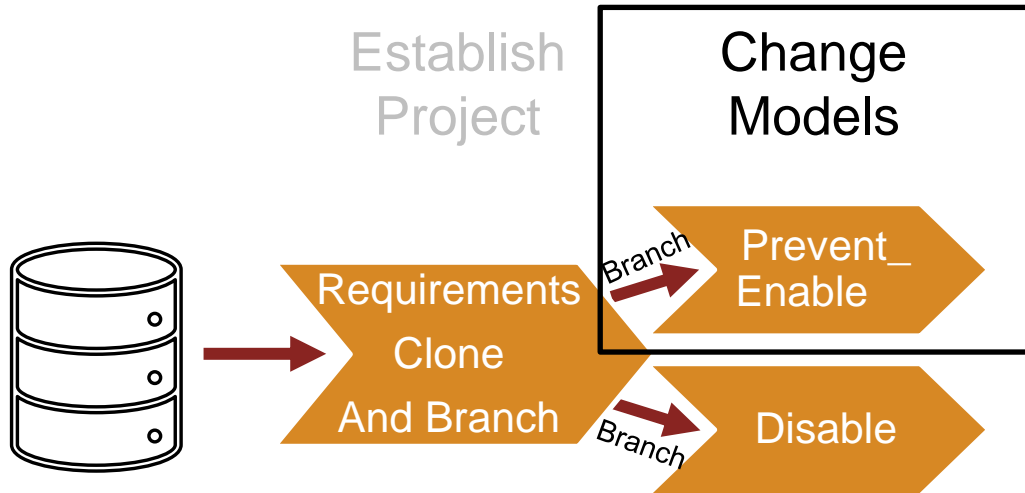 Establish
Project
Change
Models
Requirements
Clone
And Branch
Branch
Prevent_
Enable
Branch
Disable